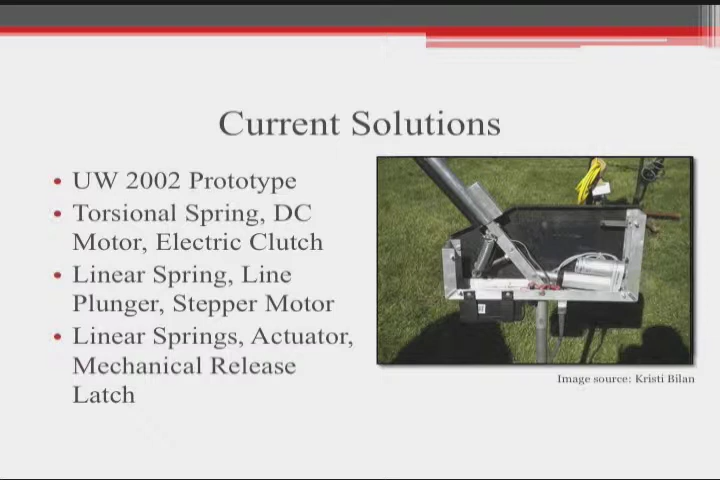 Current Solutions
• UW 2002 Prototype
• Torsional Spring, DC
Motor, Electric Clutch
• Linear Spring, Line
Plunger, Stepper Motor
• Linear Springs, Actuator,
Mechanical Release
Latch
Image source: Kristi Bilan